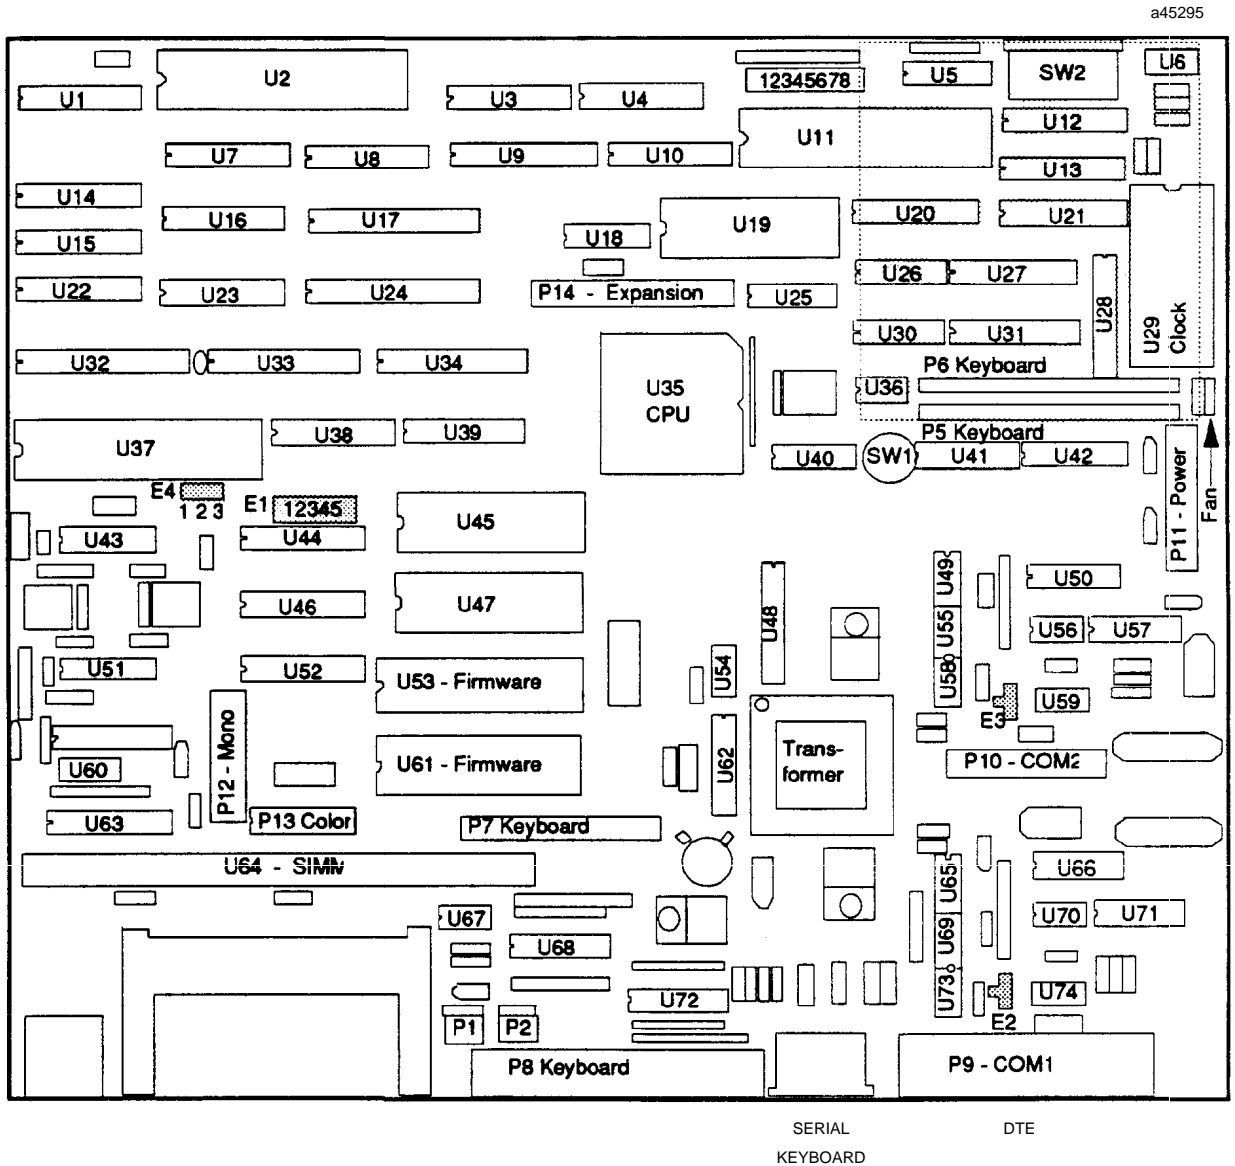 a45295
U1
U2
U3
U4
12345678
U5
SW2
U6
U7
U8
U9
U10
U11
U12
U13
U14
U15
U16
U17
U18
U19
U20
U21
U22
U23
U24
P14 - Expansion
U25
U26
U27
U28
U29
Clock
U30
U31
U32
U33
U34
U35
CPU
U36
P6 Keyboard
P5 Keyboard
U37
U38
U39
U40
SW1
U41
U42
P11 - Power
Fan
E4
1 2 3
E1
12345
U43
U44
U45
U46
U47
U48
U49
U50
U51
U52
U53 - Firmware
U54
U55
U56
U57
U58
E3
U59
U60
P12 - Mono
U61 - Firmware
U62
Trans-
former
P10 - COM2
U63
P13 Color
P7 Keyboard
U64 - SIMM
U65
U66
U67
U68
U69
U70
U71
U72
U73
U74
E2
P1
P2
P8 Keyboard
P9 - COM1
SERIAL
KEYBOARD
DTE